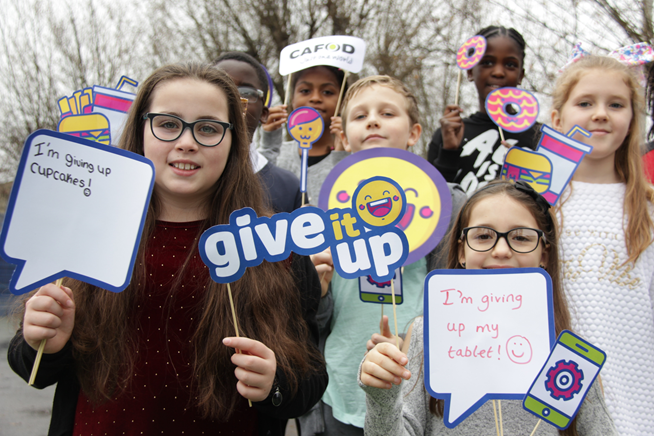 CAFOD
I'm giving up
cupcakes!
give it
up
I'm giving
up my
tablet!